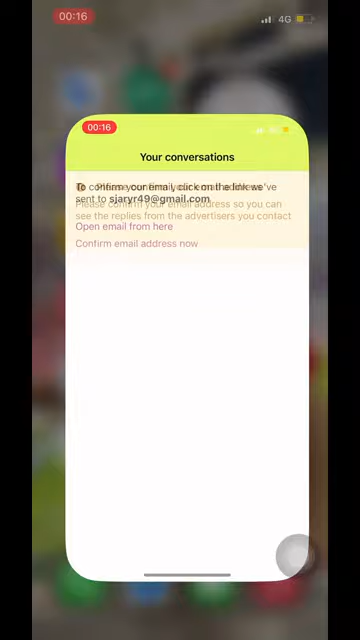 00:16
4G
00:16
Your conversations
To confirm your email, click on the link we've
sent to sjaryr49@gmail.com
Please confirm your email address so you can
see the replies from the advertisers you contact
Open email from here
Confirm email address now